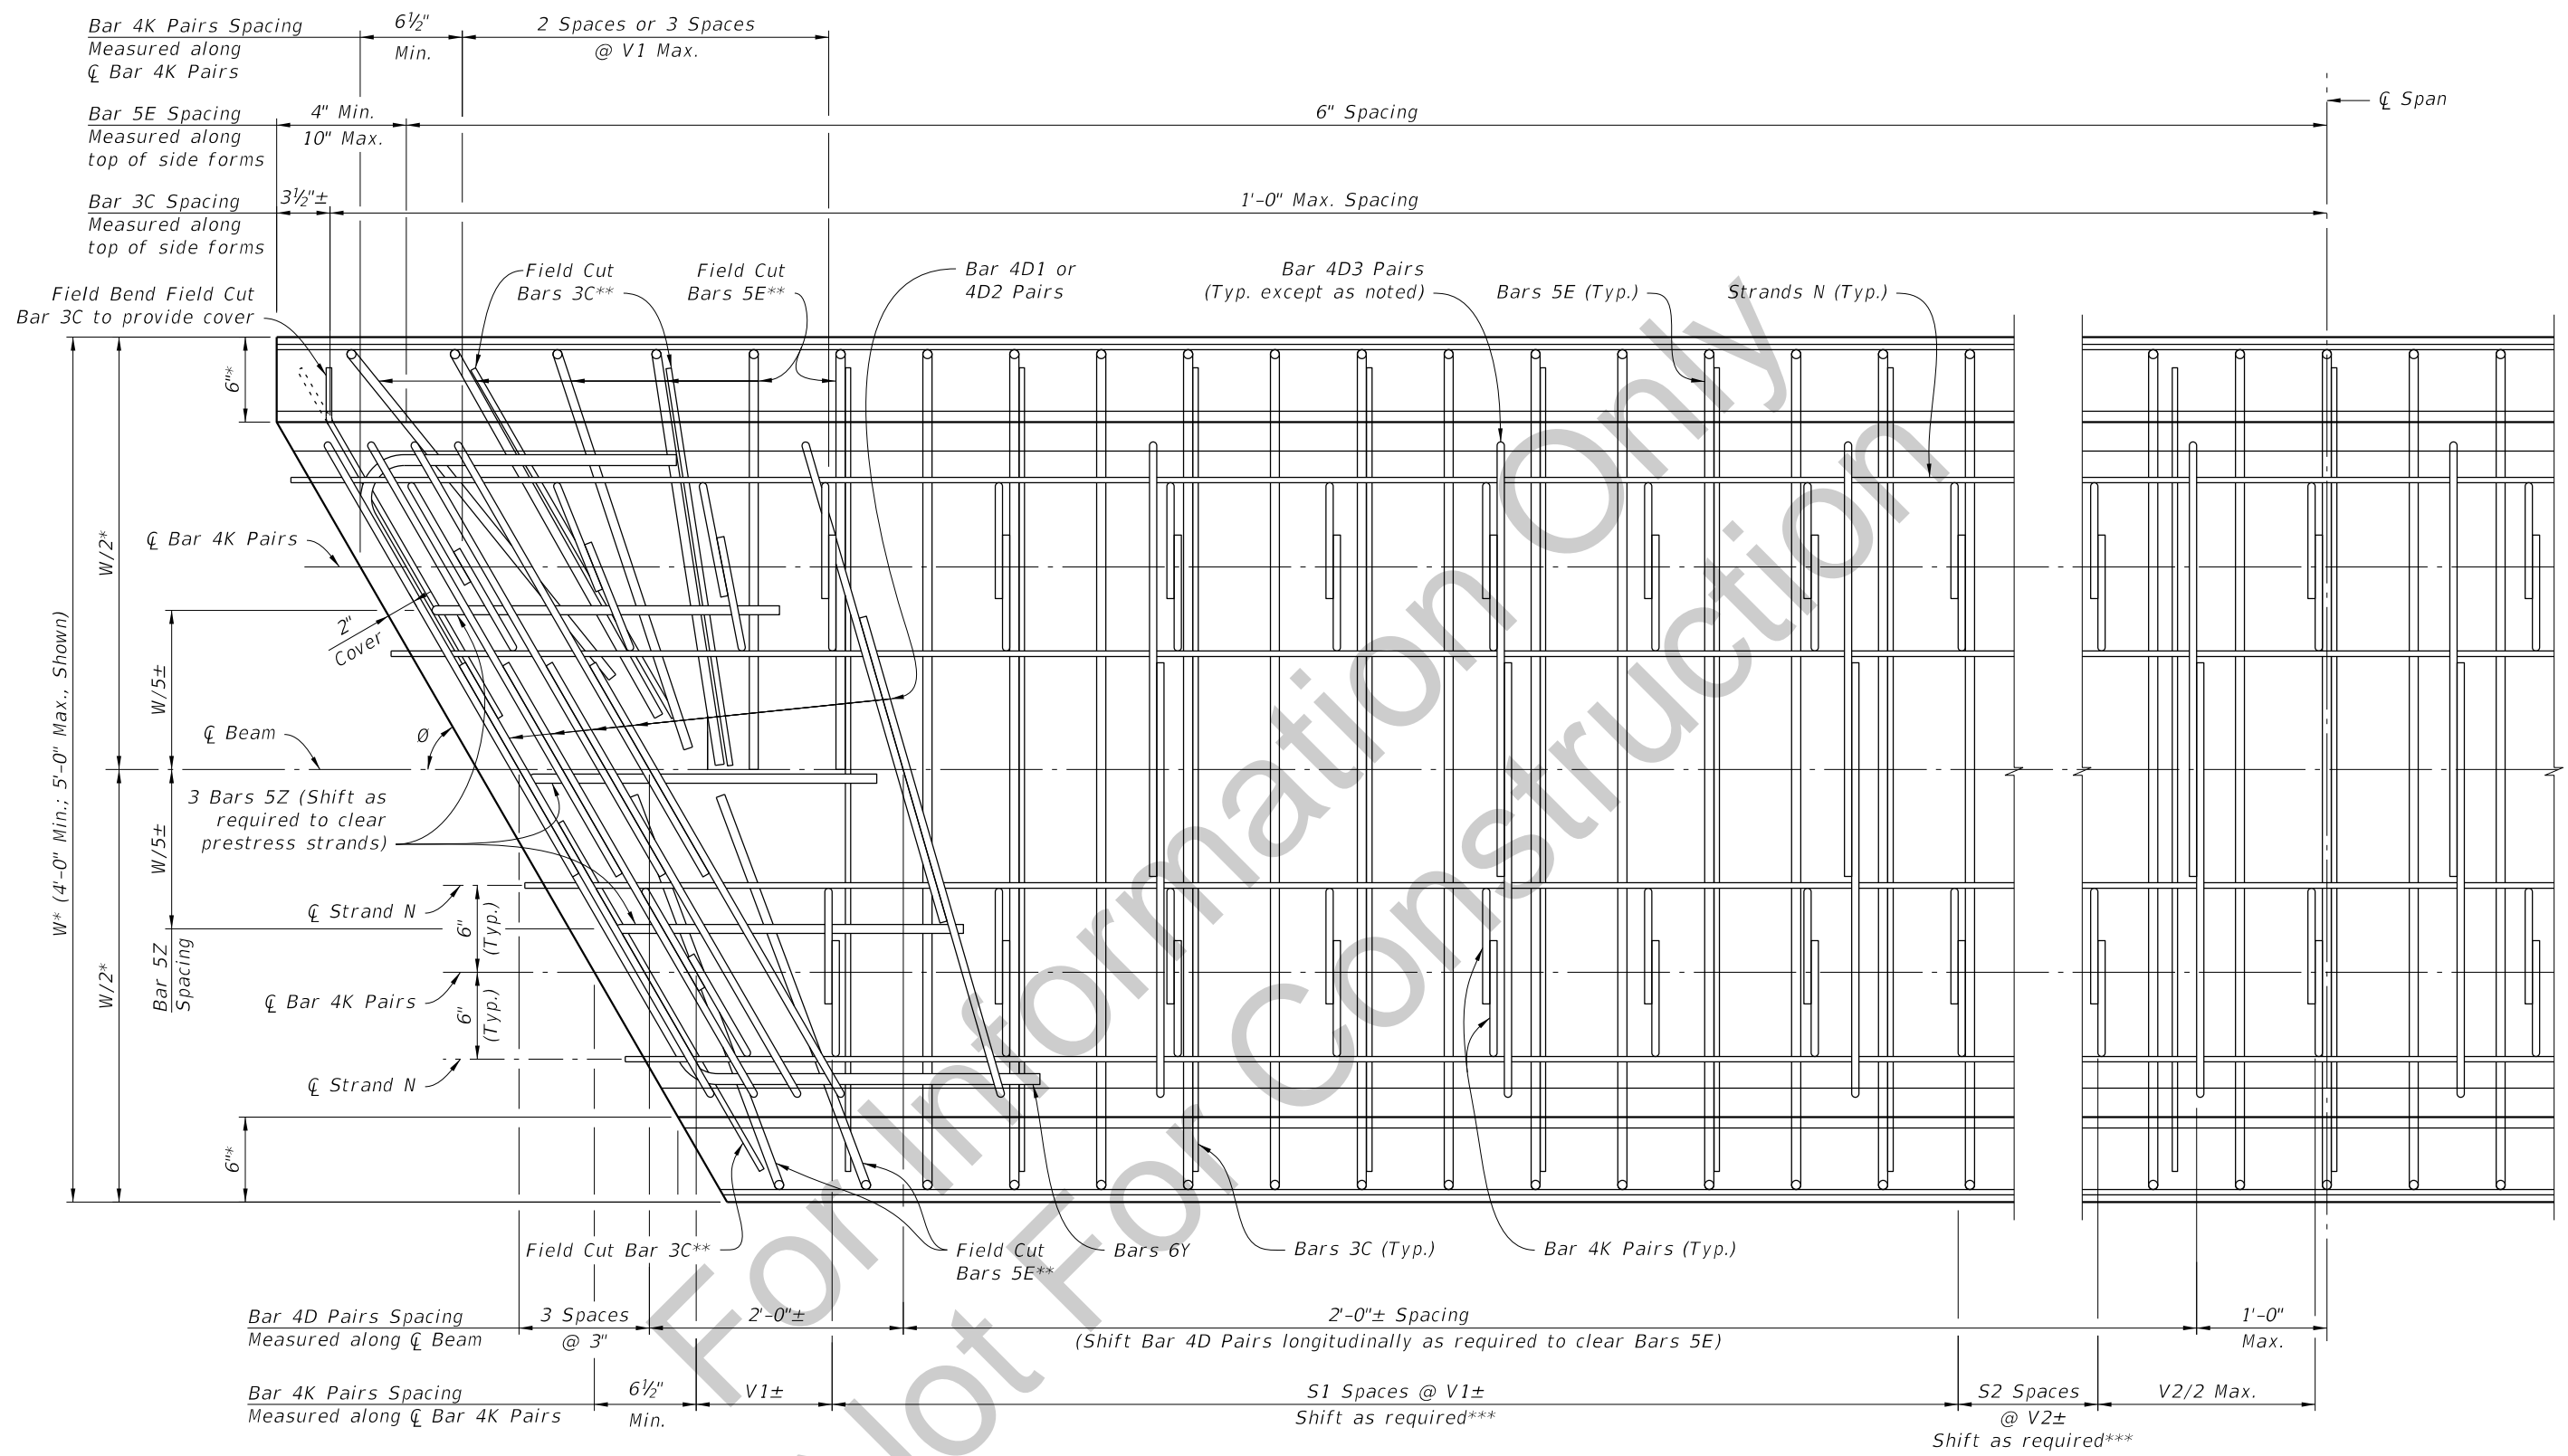 Bar 4K Pairs Spacing
Measured along
℄ Bar 4K Pairs
6½"
Min.
2 Spaces or 3 Spaces
@ V1 Max.
Bar 5E Spacing
Measured along
top of side forms
4" Min.
10" Max.
6" Spacing
℄ Span
Bar 3C Spacing
Measured along
top of side forms
3½"±
1'-0" Max. Spacing
Field Bend Field Cut
Bar 3C to provide cover
Field Cut
Bars 3C**
Field Cut
Bars 5E**
Bar 4D1 or
4D2 Pairs
Bar 4D3 Pairs
(Typ. except as noted)
Bars 5E (Typ.)
Strands N (Typ.)
6"*
W/2*
℄ Bar 4K Pairs
2"
Cover
W* (4'-0" Min.; 5'-0" Max., Shown)
W/5±
℄ Beam
Ø
3 Bars 5Z (Shift as
required to clear
prestress strands)
W/5±
℄ Strand N
6"
(Typ.)
W/2*
Bar 5Z
Spacing
℄ Bar 4K Pairs
6"
(Typ.)
℄ Strand N
6"*
Field Cut Bar 3C**
Field Cut
Bars 5E**
Bars 6Y
Bars 3C (Typ.)
Bar 4K Pairs (Typ.)
Bar 4D Pairs Spacing
Measured along ℄ Beam
3 Spaces
@ 3"
2'-0"±
2'-0"± Spacing
(Shift Bar 4D Pairs longitudinally as required to clear Bars 5E)
1'-0"
Max.
Bar 4K Pairs Spacing
Measured along ℄ Bar 4K Pairs
6½"
Min.
V1±
S1 Spaces @ V1±
Shift as required***
S2 Spaces
@ V2±
Shift as required***
V2/2 Max.
For Information Only
Not For Construction